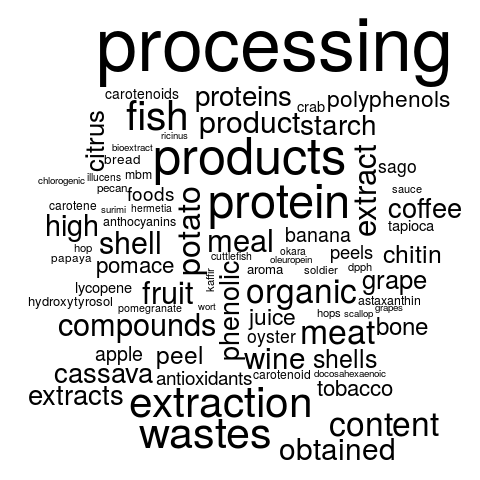 processing
carotenoids proteins crab polyphenols
fish product starch
citrus ricinus
bioextract products extract
bread sago
chlorogenic illucens mbm
pecan foods potato protein sauce
carotene surimi hermetia coffee
high anthocyanins tapioca
hop shell meal banana
papaya pomace cuttlefish okara peels chitin
oleuropein
kaffir aroma soldier dpph
lycopene fruit phenolic organic grape
hydroxytyrosol pomegranate wort astaxanthin
juice hops scallop grapes
compounds oyster meat bone
apple peel wine shells
cassava antioxidants carotenoid docosahexaenoic
extracts tobacco
extraction
wastes content
obtained